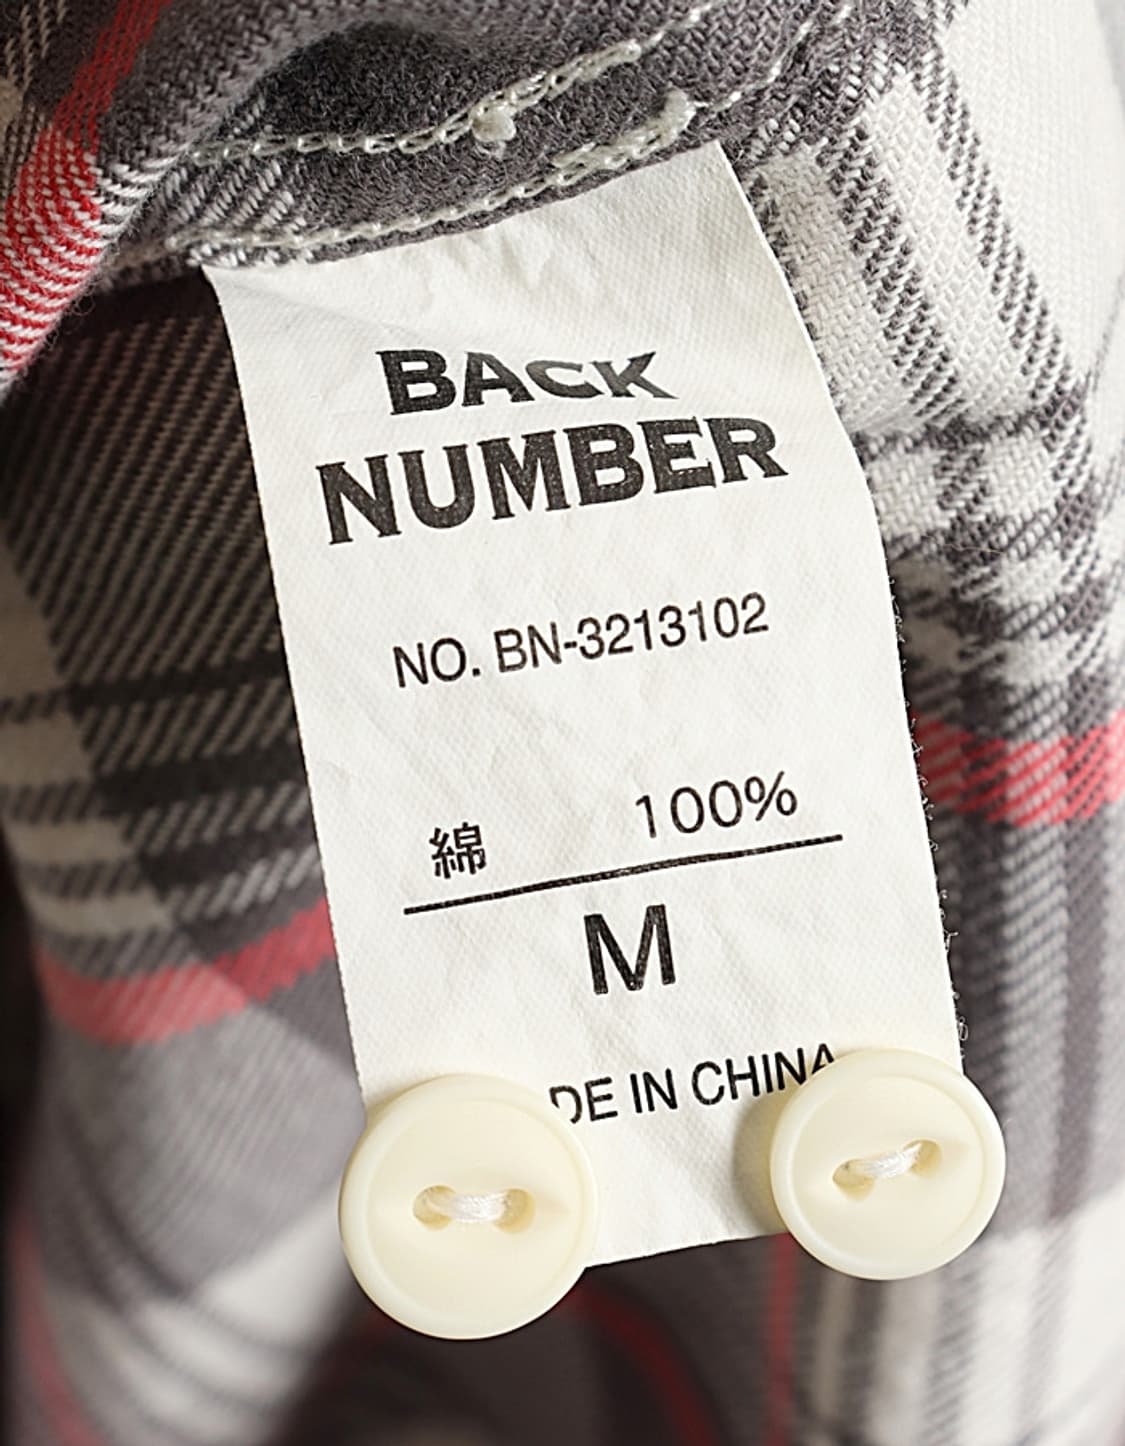 BACK
NUMBER
NO. BN-3213102
綿 100%
M
DE IN CHINA